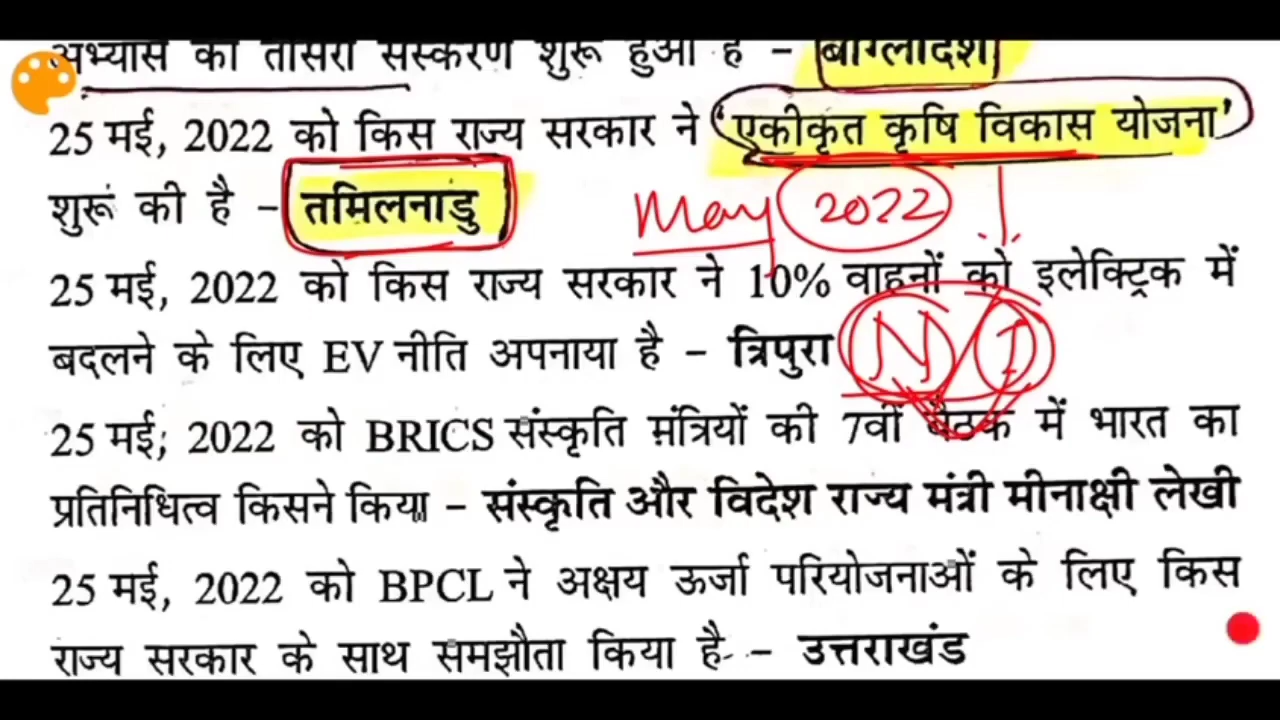 अभ्यास का तीसरा संस्करण शुरू हुआ है - बांग्लादेश
25 मई, 2022 को किस राज्य सरकार ने 'एकीकृत कृषि विकास योजना'
शुरू की है - तमिलनाडु
May 2022
25 मई, 2022 को किस राज्य सरकार ने 10% वाहनों को इलेक्ट्रिक में
बदलने के लिए EV नीति अपनाया है - त्रिपुरा
N I
25 मई, 2022 को BRICS संस्कृति मंत्रियों की 7वीं बैठक में भारत का
प्रतिनिधित्व किसने किया - संस्कृति और विदेश राज्य मंत्री मीनाक्षी लेखी
25 मई, 2022 को BPCL ने अक्षय ऊर्जा परियोजनाओं के लिए किस
राज्य सरकार के साथ समझौता किया है - उत्तराखंड